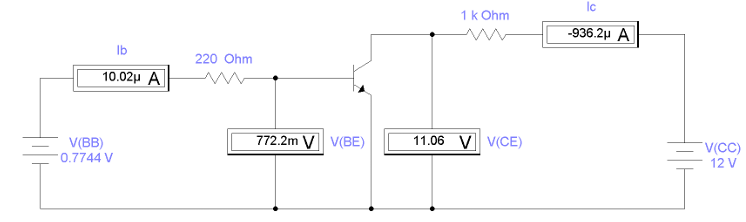 Ib
10.02µ A
220 Ohm
V(BB)
0.7744 V
772.2m V
V(BE)
1 k Ohm
Ic
-936.2µ A
11.06 V
V(CE)
V(CC)
12 V